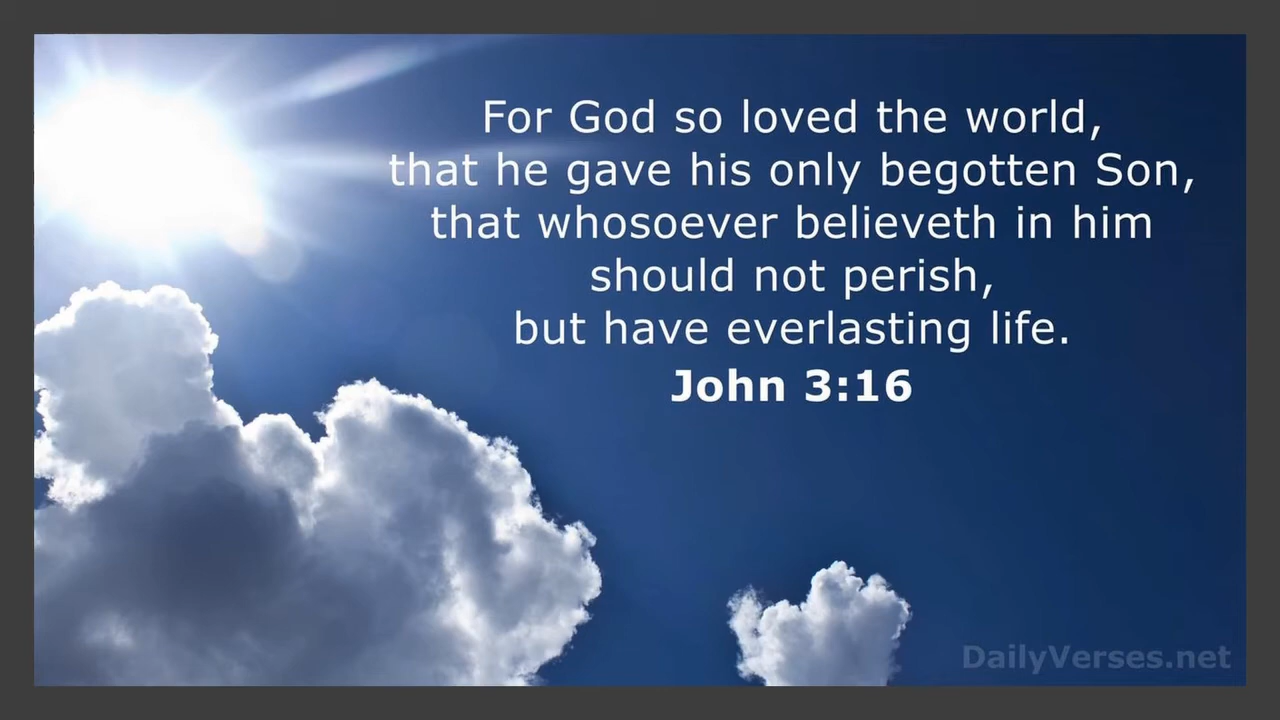 For God so loved the world,
that he gave his only begotten Son,
that whosoever believeth in him
should not perish,
but have everlasting life.
John 3:16
DailyVerses.net